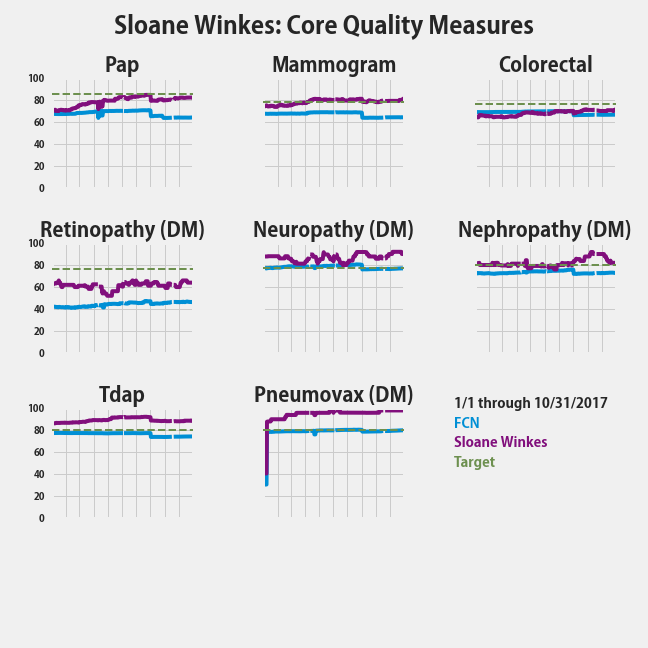 Sloane Winkes: Core Quality Measures
Pap
Mammogram
Colorectal
100
80
60
40
20
0
Retinopathy (DM)
Neuropathy (DM)
Nephropathy (DM)
100
80
60
40
20
0
Tdap
Pneumovax (DM)
100
80
60
40
20
0
1/1 through 10/31/2017
FCN
Sloane Winkes
Target